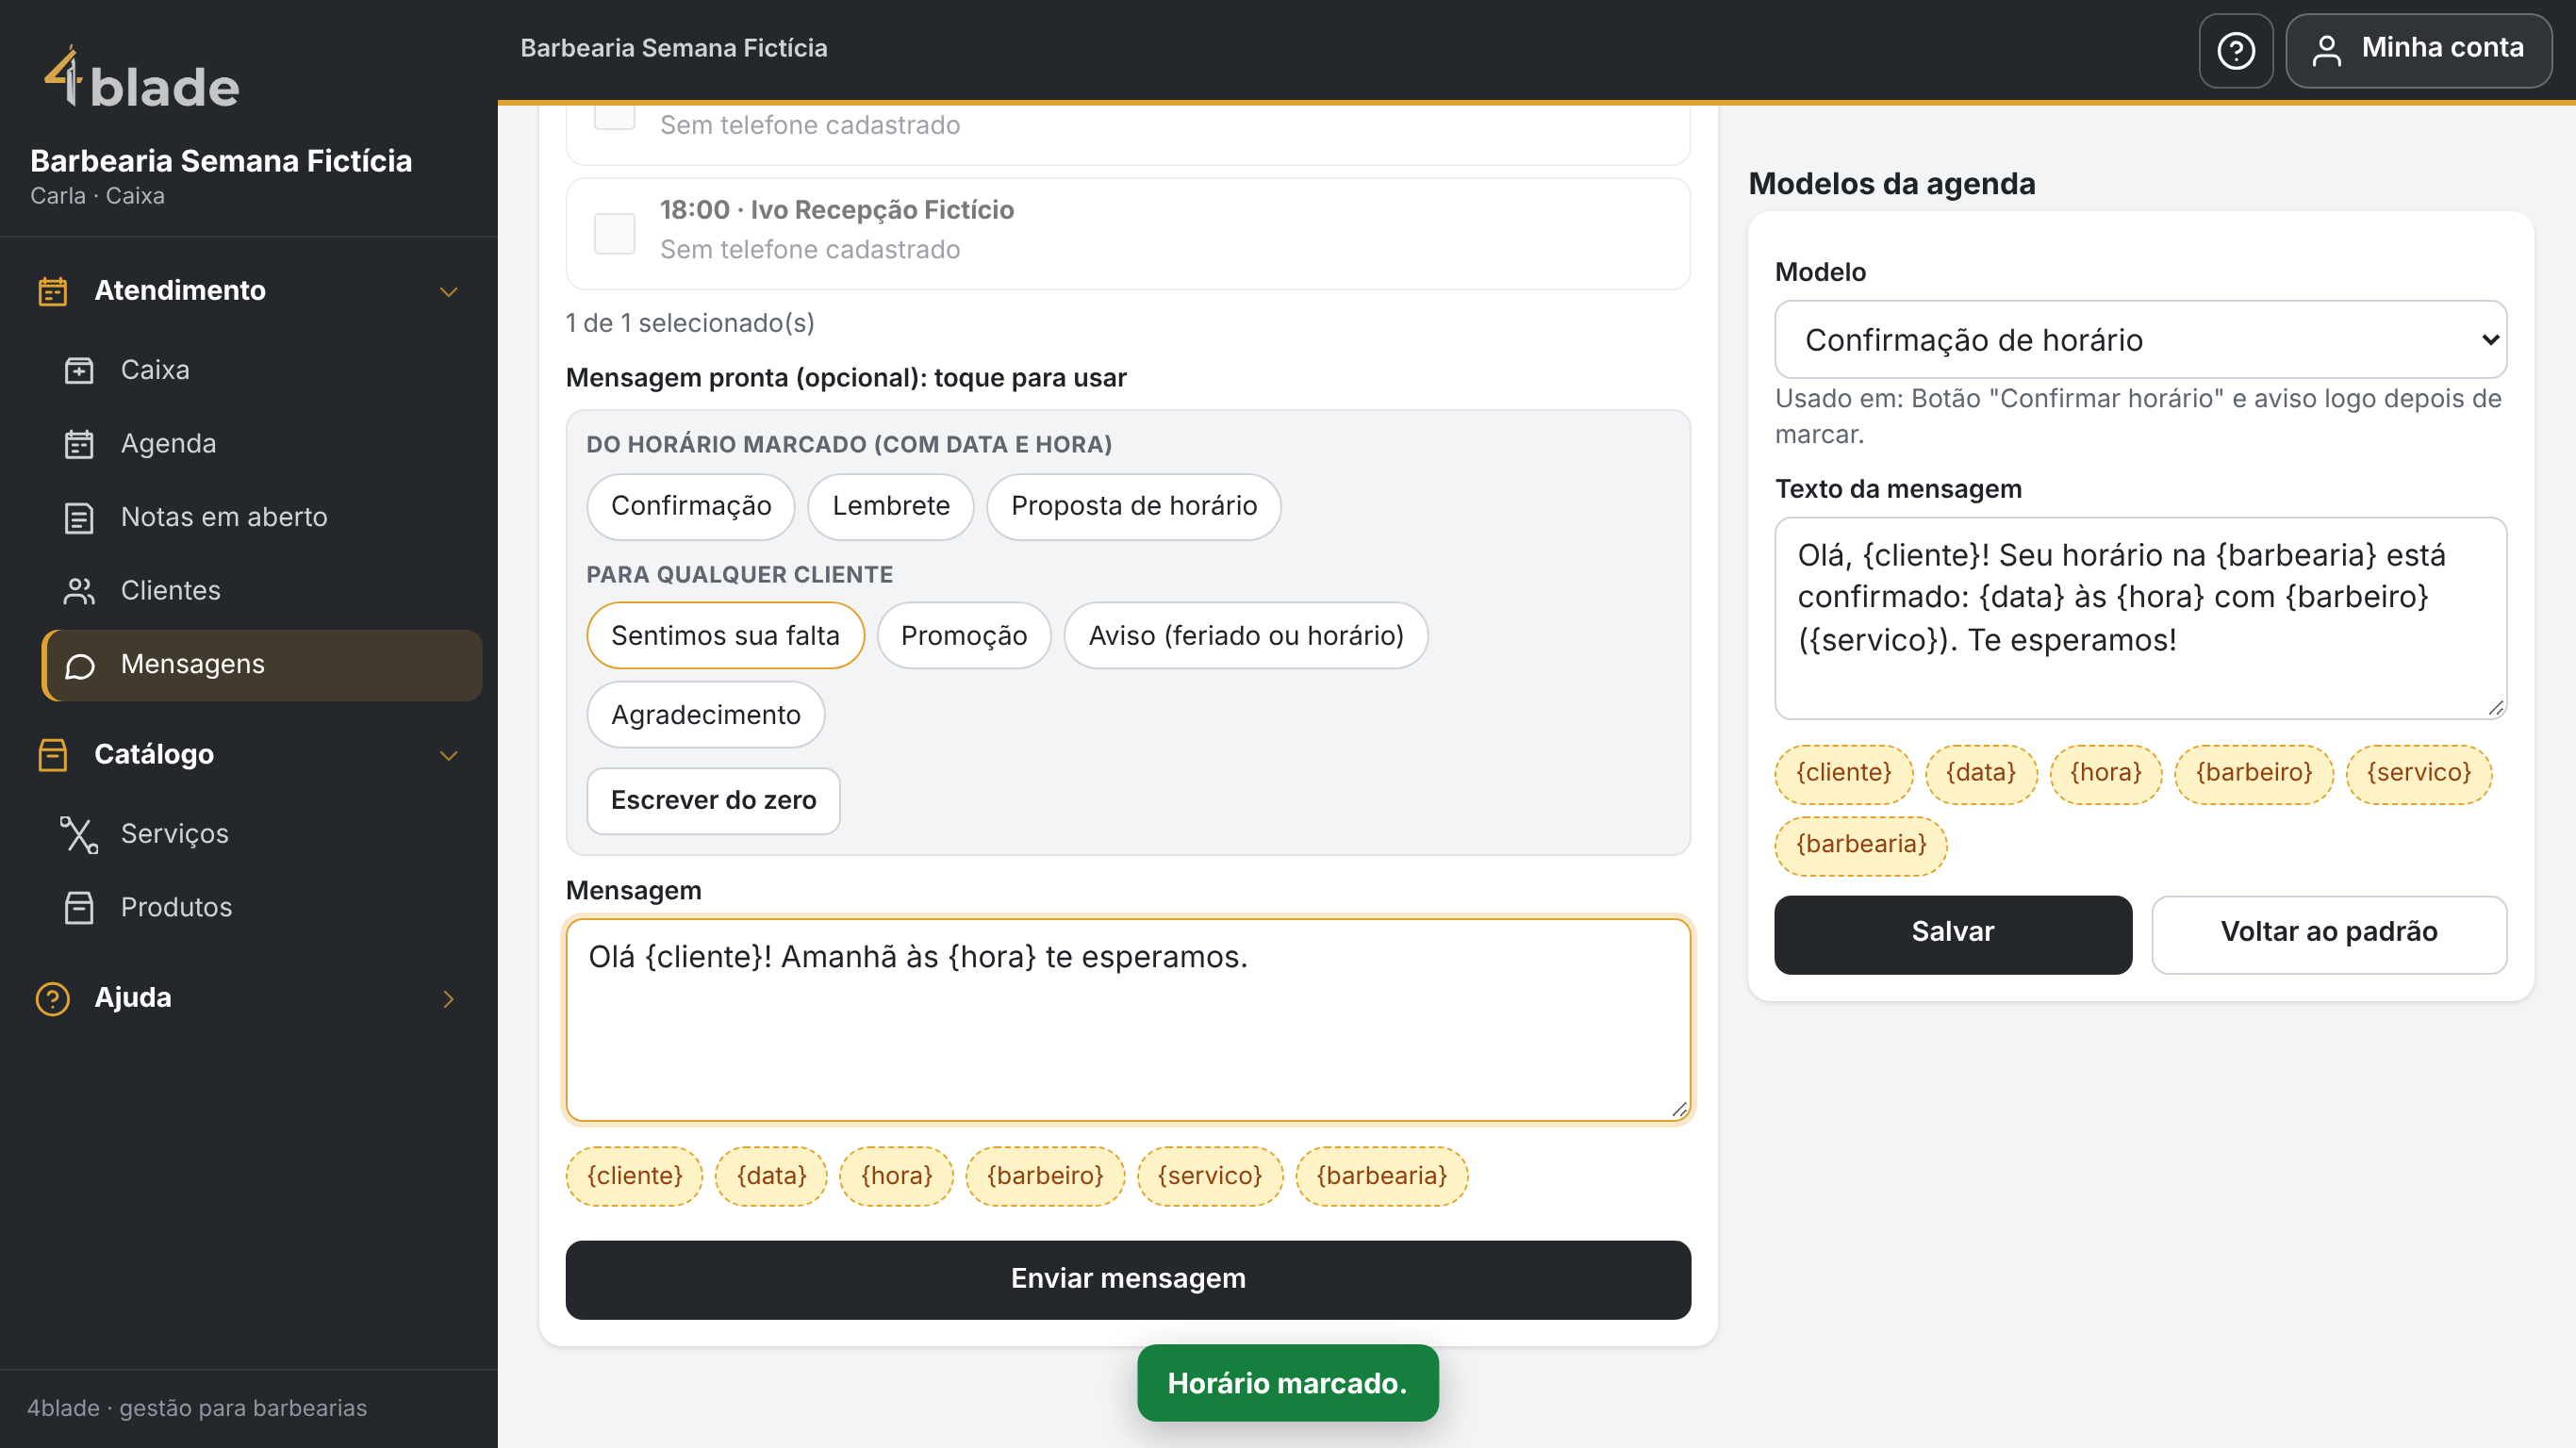 4blade
Barbearia Semana Fictícia
Carla · Caixa
Atendimento
Caixa
Agenda
Notas em aberto
Clientes
Mensagens
Catálogo
Serviços
Produtos
Ajuda
4blade · gestão para barbearias
Barbearia Semana Fictícia
Minha conta
Sem telefone cadastrado
18:00 · Ivo Recepção Fictício
Sem telefone cadastrado
1 de 1 selecionado(s)
Mensagem pronta (opcional): toque para usar
DO HORÁRIO MARCADO (COM DATA E HORA)
Confirmação Lembrete Proposta de horário
PARA QUALQUER CLIENTE
Sentimos sua falta Promoção Aviso (feriado ou horário)
Agradecimento
Escrever do zero
Mensagem
Olá {cliente}! Amanhã às {hora} te esperamos.
{cliente} {data} {hora} {barbeiro} {servico} {barbearia}
Enviar mensagem
Horário marcado.
Modelos da agenda
Modelo
Confirmação de horário
Usado em: Botão "Confirmar horário" e aviso logo depois de
marcar.
Texto da mensagem
Olá, {cliente}! Seu horário na {barbearia} está
confirmado: {data} às {hora} com {barbeiro}
({servico}). Te esperamos!
{cliente} {data} {hora} {barbeiro} {servico}
{barbearia}
Salvar Voltar ao padrão